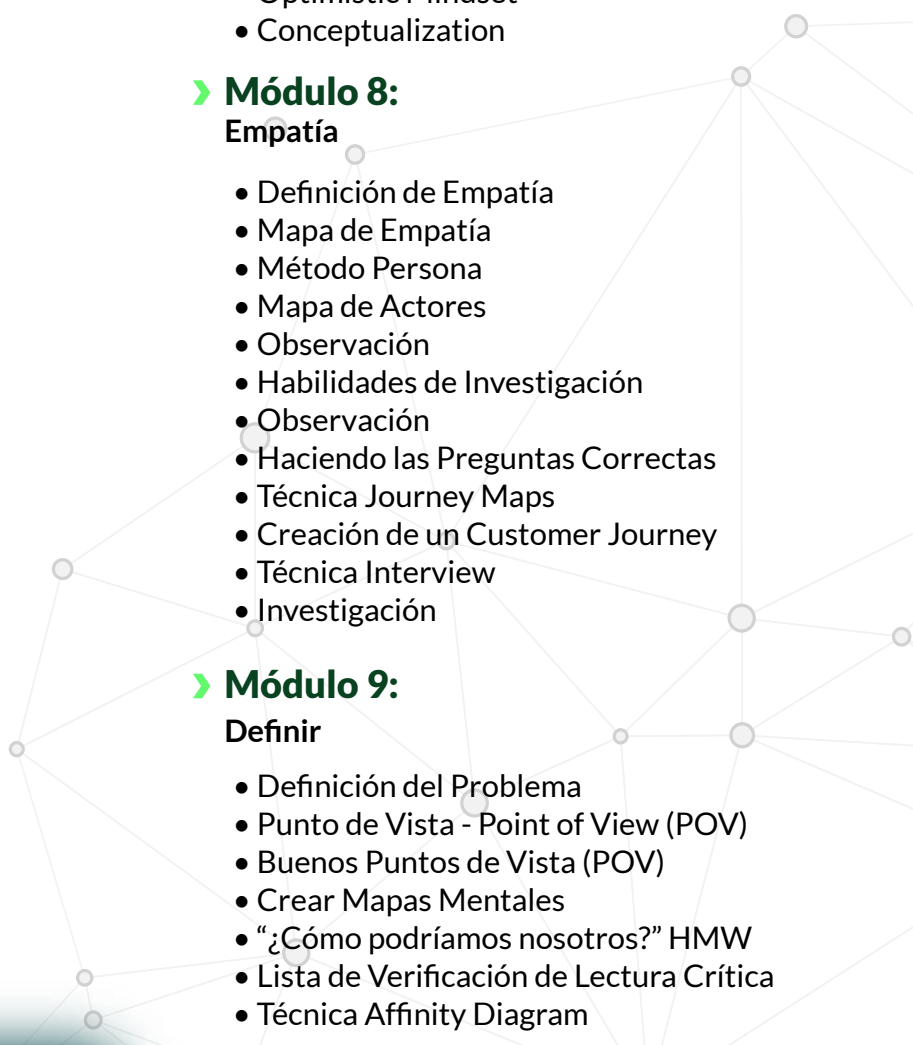 Optimistic Mindset
• Conceptualization
Módulo 8:
Empatía
• Definición de Empatía
• Mapa de Empatía
• Método Persona
• Mapa de Actores
• Observación
• Habilidades de Investigación
• Observación
• Haciendo las Preguntas Correctas
• Técnica Journey Maps
• Creación de un Customer Journey
• Técnica Interview
• Investigación
Módulo 9:
Definir
• Definición del Problema
• Punto de Vista - Point of View (POV)
• Buenos Puntos de Vista (POV)
• Crear Mapas Mentales
• “¿Cómo podríamos nosotros?” HMW
• Lista de Verificación de Lectura Crítica
• Técnica Affinity Diagram